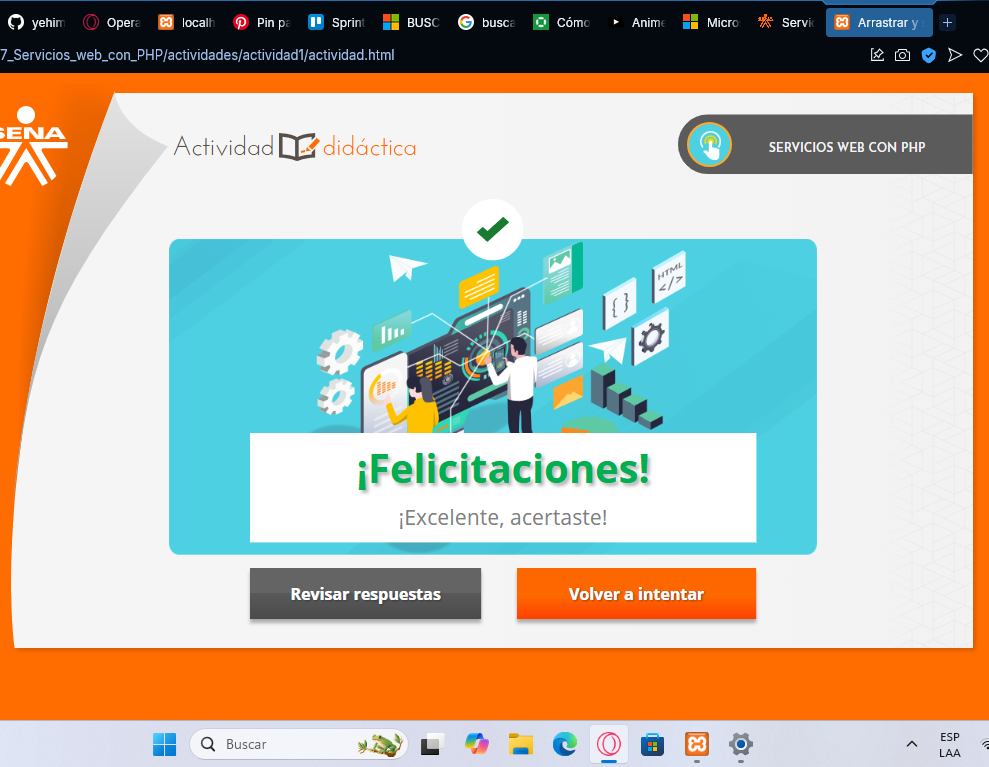 yehim
Opera
localh
Pin pa
Sprint
BUSC
busca
Cómo
Anime
Micro
Servic
Arrastrar y
7_Servicios_web_con_PHP/actividades/actividad1/actividad.html
SENA
Actividad didáctica
SERVICIOS WEB CON PHP
HTML
</>
{ }
¡Felicitaciones!
¡Excelente, acertaste!
Revisar respuestas
Volver a intentar
Buscar
ESP
LAA